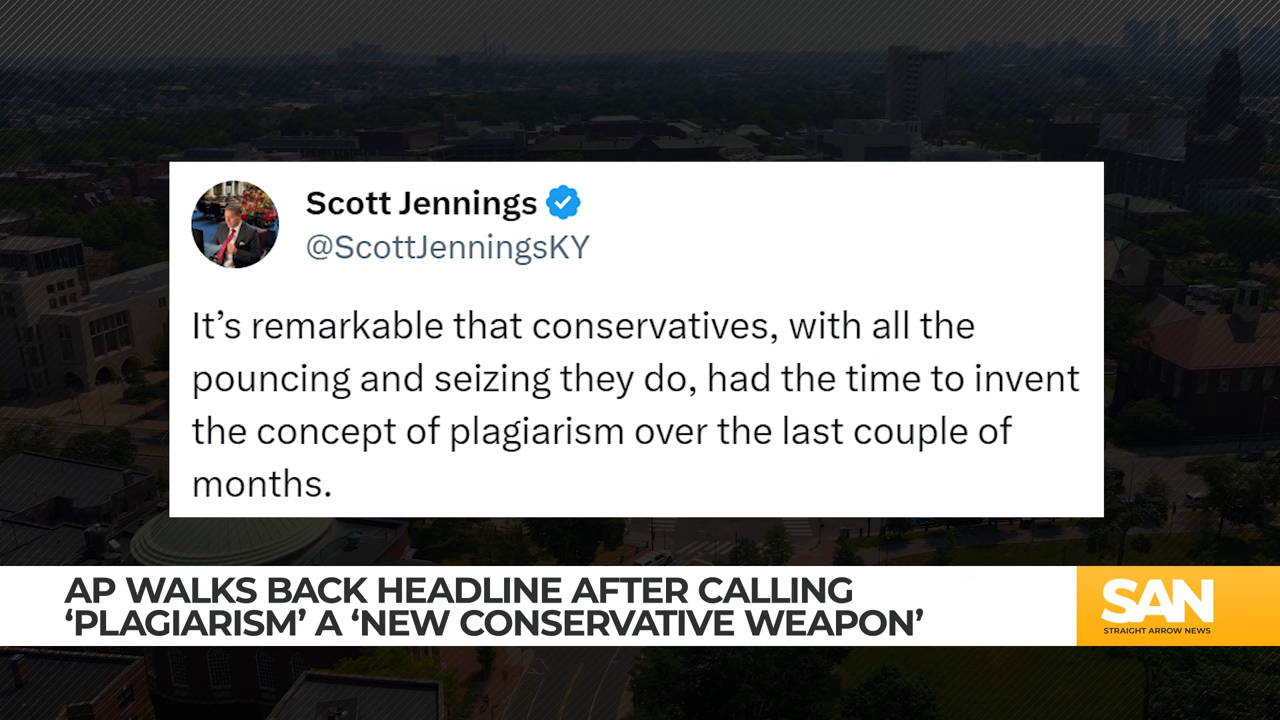 Scott Jennings
@ScottJenningsKY
It’s remarkable that conservatives, with all the
pouncing and seizing they do, had the time to invent
the concept of plagiarism over the last couple of
months.
AP WALKS BACK HEADLINE AFTER CALLING
‘PLAGIARISM’ A ‘NEW CONSERVATIVE WEAPON’
SAN
STRAIGHT ARROW NEWS